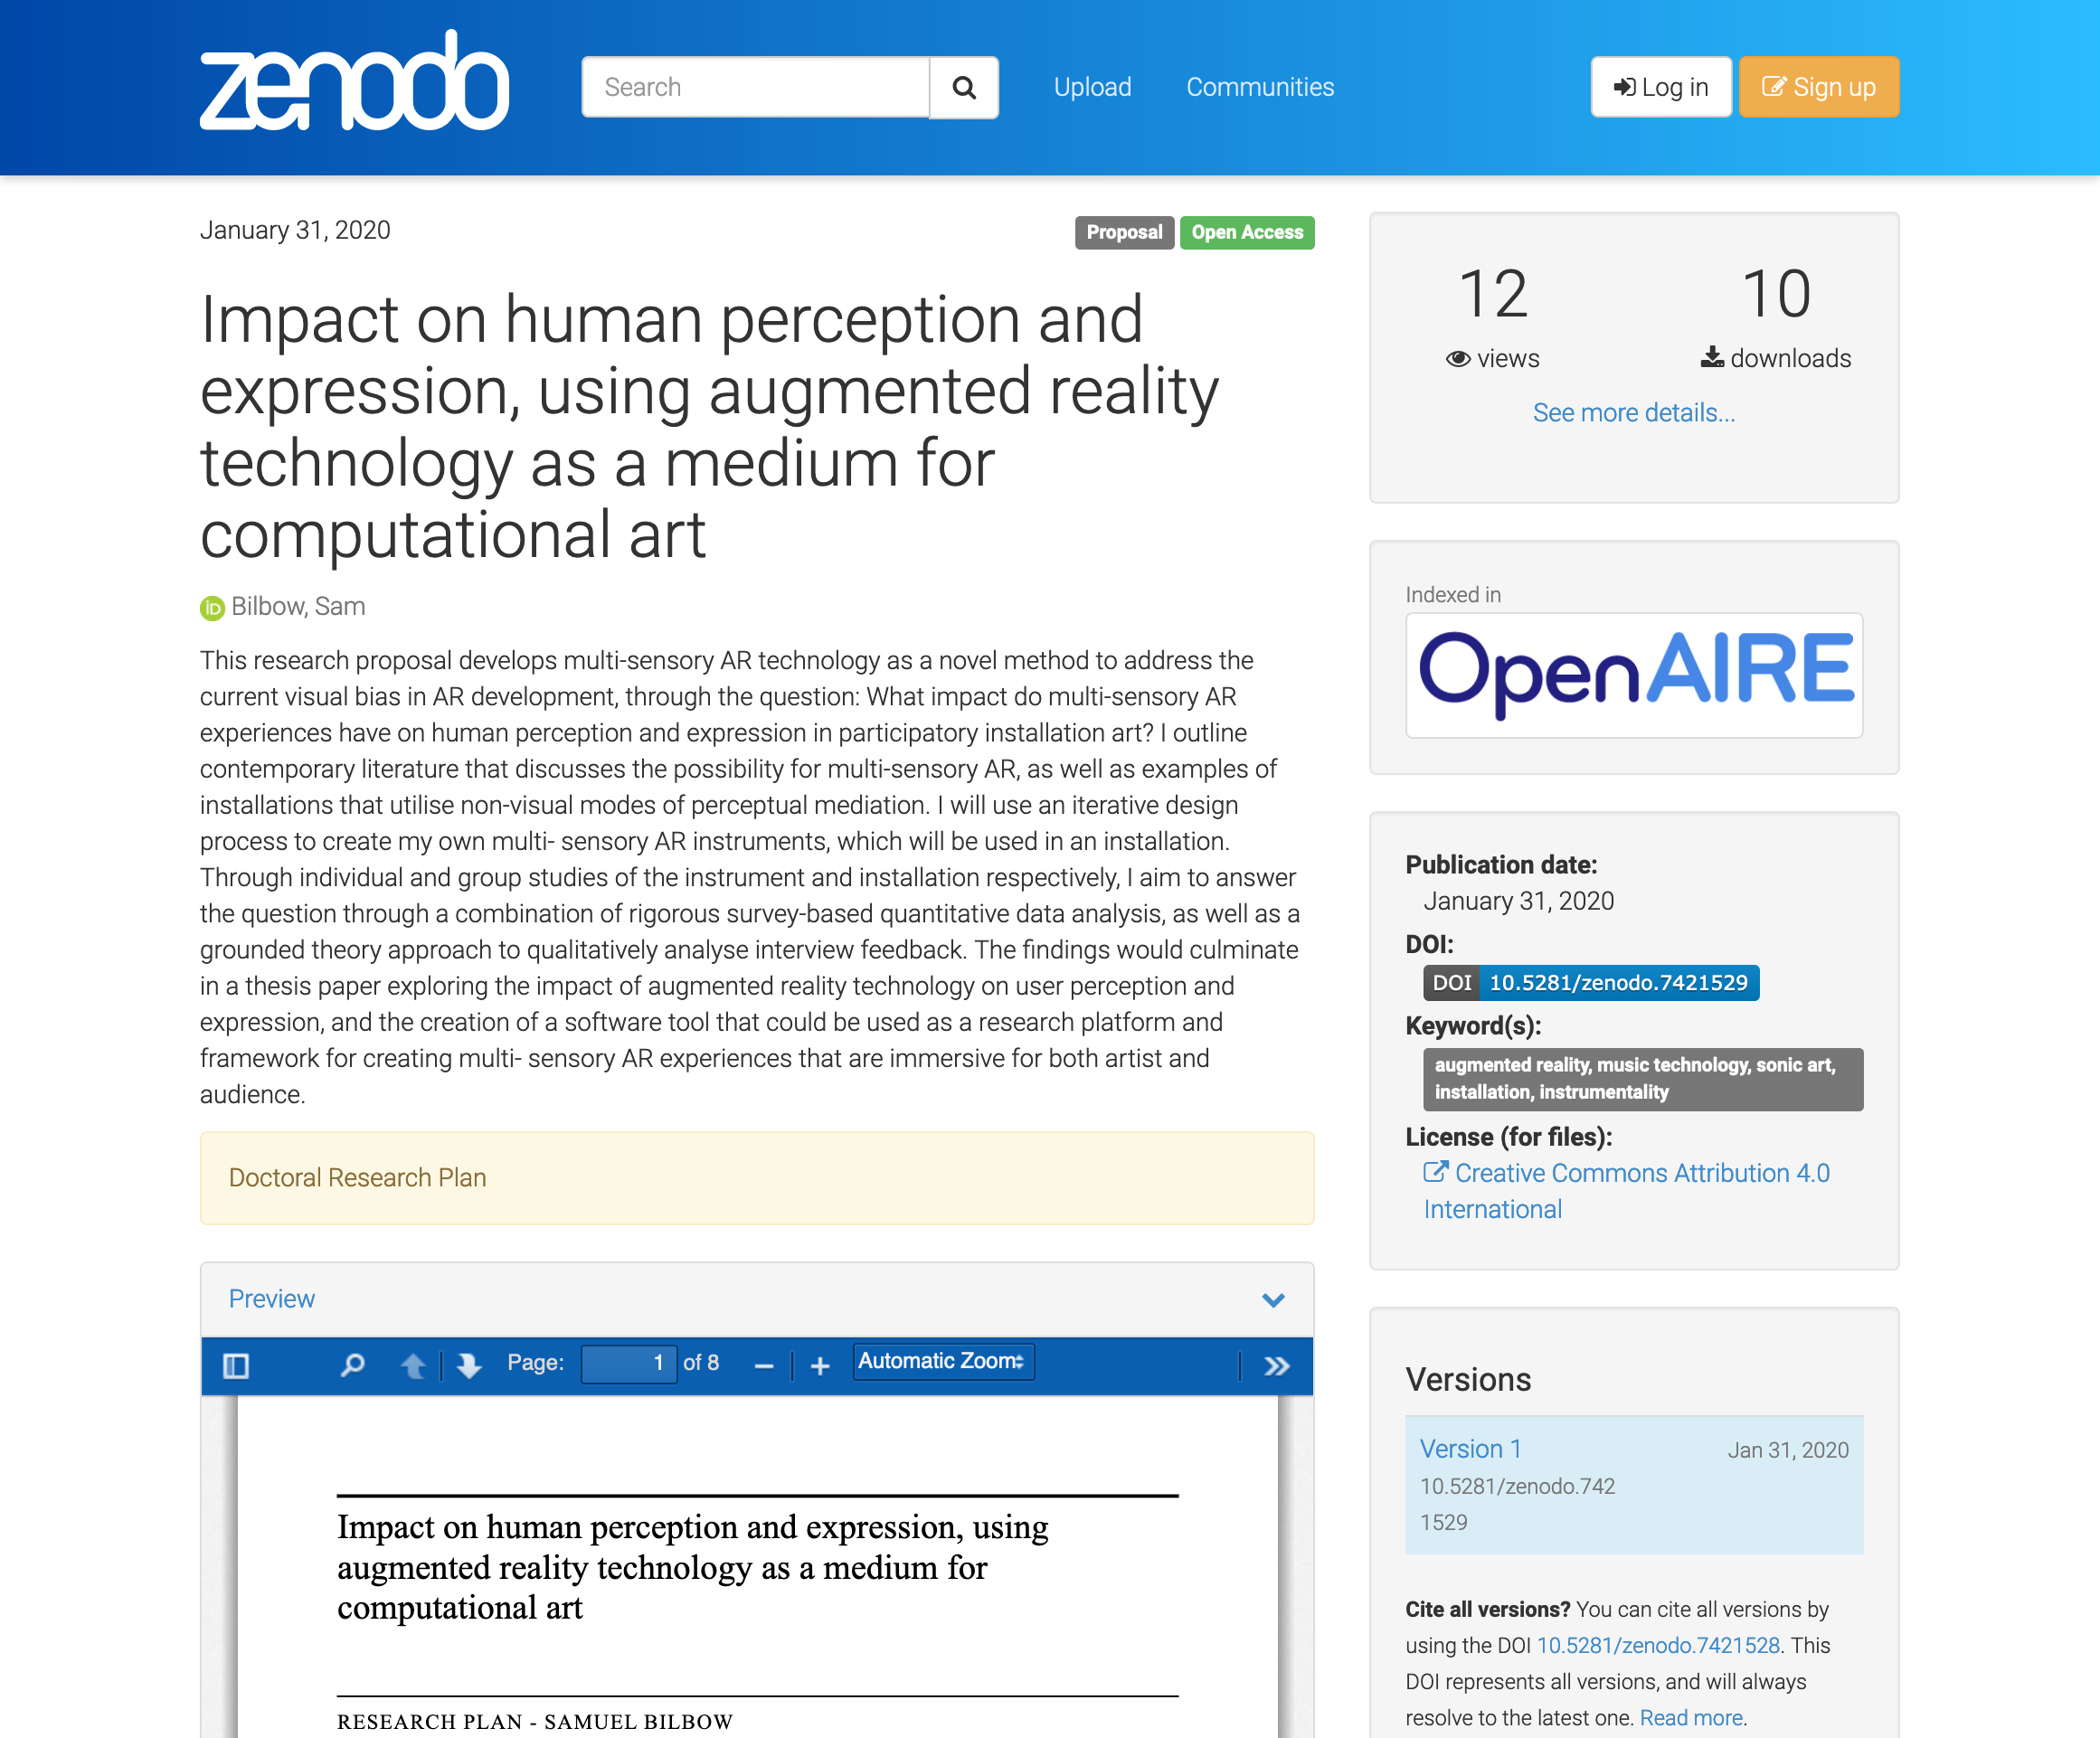 zenodo
Search
Upload
Communities
Log in
Sign up
January 31, 2020
Proposal
Open Access
Impact on human perception and
expression, using augmented reality
technology as a medium for
computational art
iD Bilbow, Sam
This research proposal develops multi-sensory AR technology as a novel method to address the
current visual bias in AR development, through the question: What impact do multi-sensory AR
experiences have on human perception and expression in participatory installation art? I outline
contemporary literature that discusses the possibility for multi-sensory AR, as well as examples of
installations that utilise non-visual modes of perceptual mediation. I will use an iterative design
process to create my own multi- sensory AR instruments, which will be used in an installation.
Through individual and group studies of the instrument and installation respectively, I aim to answer
the question through a combination of rigorous survey-based quantitative data analysis, as well as a
grounded theory approach to qualitatively analyse interview feedback. The findings would culminate
in a thesis paper exploring the impact of augmented reality technology on user perception and
expression, and the creation of a software tool that could be used as a research platform and
framework for creating multi- sensory AR experiences that are immersive for both artist and
audience.
Doctoral Research Plan
Preview
Page: 1 of 8
Automatic Zoom
Impact on human perception and expression, using
augmented reality technology as a medium for
computational art
RESEARCH PLAN - SAMUEL BILBOW
12
views
10
downloads
See more details...
Indexed in
OpenAIRE
Publication date:
January 31, 2020
DOI:
DOI 10.5281/zenodo.7421529
Keyword(s):
augmented reality, music technology, sonic art,
installation, instrumentality
License (for files):
Creative Commons Attribution 4.0
International
Versions
Version 1
Jan 31, 2020
10.5281/zenodo.742
1529
Cite all versions? You can cite all versions by
using the DOI 10.5281/zenodo.7421528. This
DOI represents all versions, and will always
resolve to the latest one. Read more.